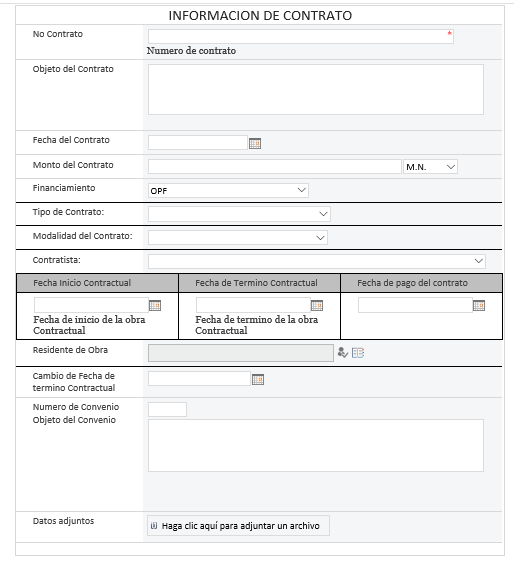 INFORMACION DE CONTRATO
No Contrato
*
Numero de contrato
Objeto del Contrato
Fecha del Contrato
Monto del Contrato
M.N.
Financiamiento
OPF
Tipo de Contrato:
Modalidad del Contrato:
Contratista:
Fecha Inicio Contractual
Fecha de Termino Contractual
Fecha de pago del contrato
Fecha de inicio de la obra
Contractual
Fecha de termino de la obra
Contractual
Residente de Obra
Cambio de Fecha de
termino Contractual
Numero de Convenio
Objeto del Convenio
Datos adjuntos
Haga clic aquí para adjuntar un archivo